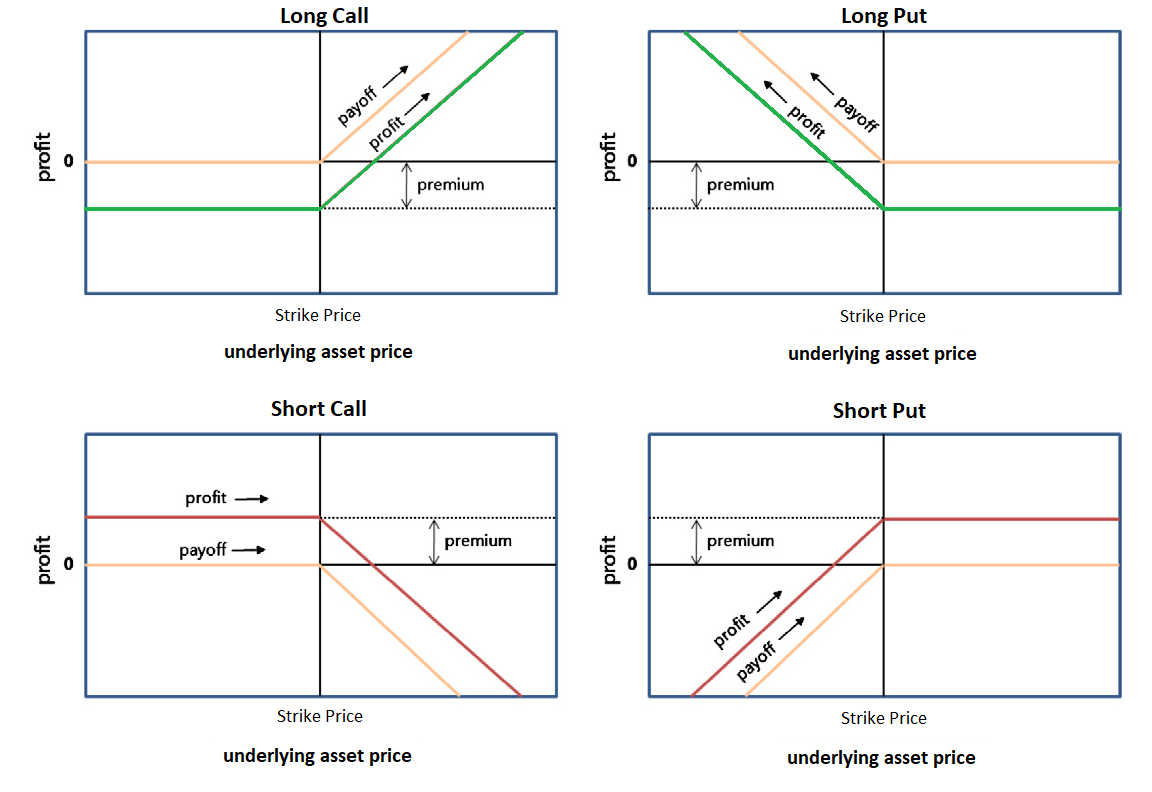 Long Call
payoff
profit
profit
0
premium
Strike Price
underlying asset price
Long Put
payoff
profit
profit
0
premium
Strike Price
underlying asset price
Short Call
profit
payoff
profit
0
premium
Strike Price
underlying asset price
Short Put
premium
profit
0
profit
payoff
Strike Price
underlying asset price